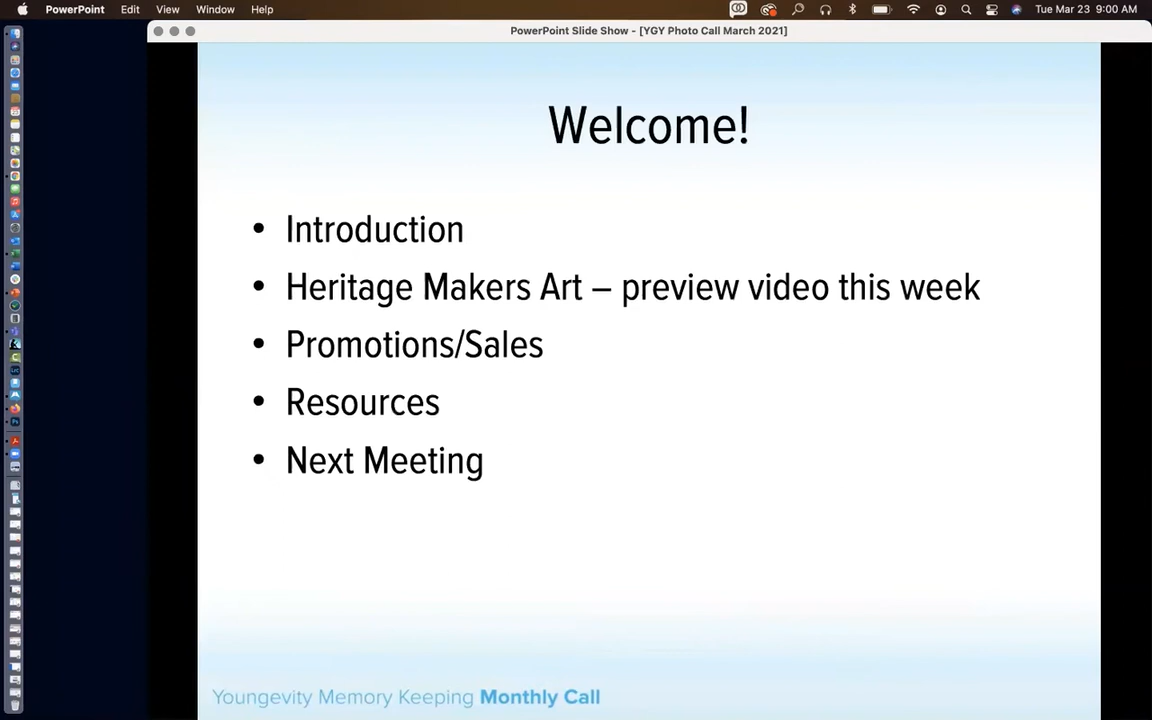 PowerPoint Edit View Window Help Tue Mar 23 9:00 AM
PowerPoint Slide Show - [YGY Photo Call March 2021]
Welcome!
• Introduction
• Heritage Makers Art – preview video this week
• Promotions/Sales
• Resources
• Next Meeting
Youngevity Memory Keeping Monthly Call